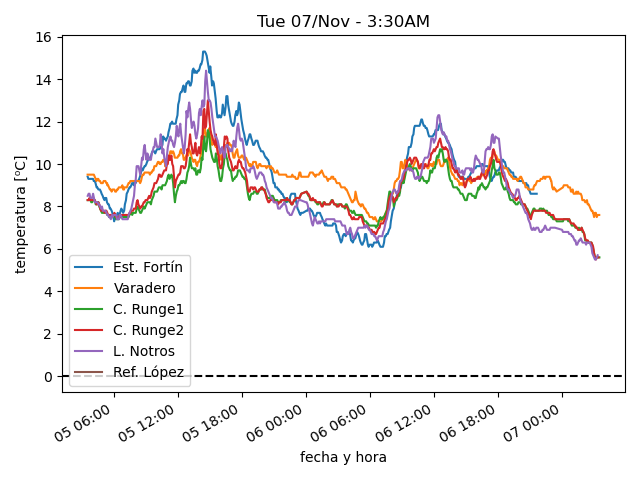 Tue 07/Nov - 3:30AM
temperatura [ºC]
16
14
12
10
8
6
4
2
0
Est. Fortín
Varadero
C. Runge1
C. Runge2
L. Notros
Ref. López
05 06:00
05 12:00
05 18:00
06 00:00
06 06:00
06 12:00
06 18:00
07 00:00
fecha y hora